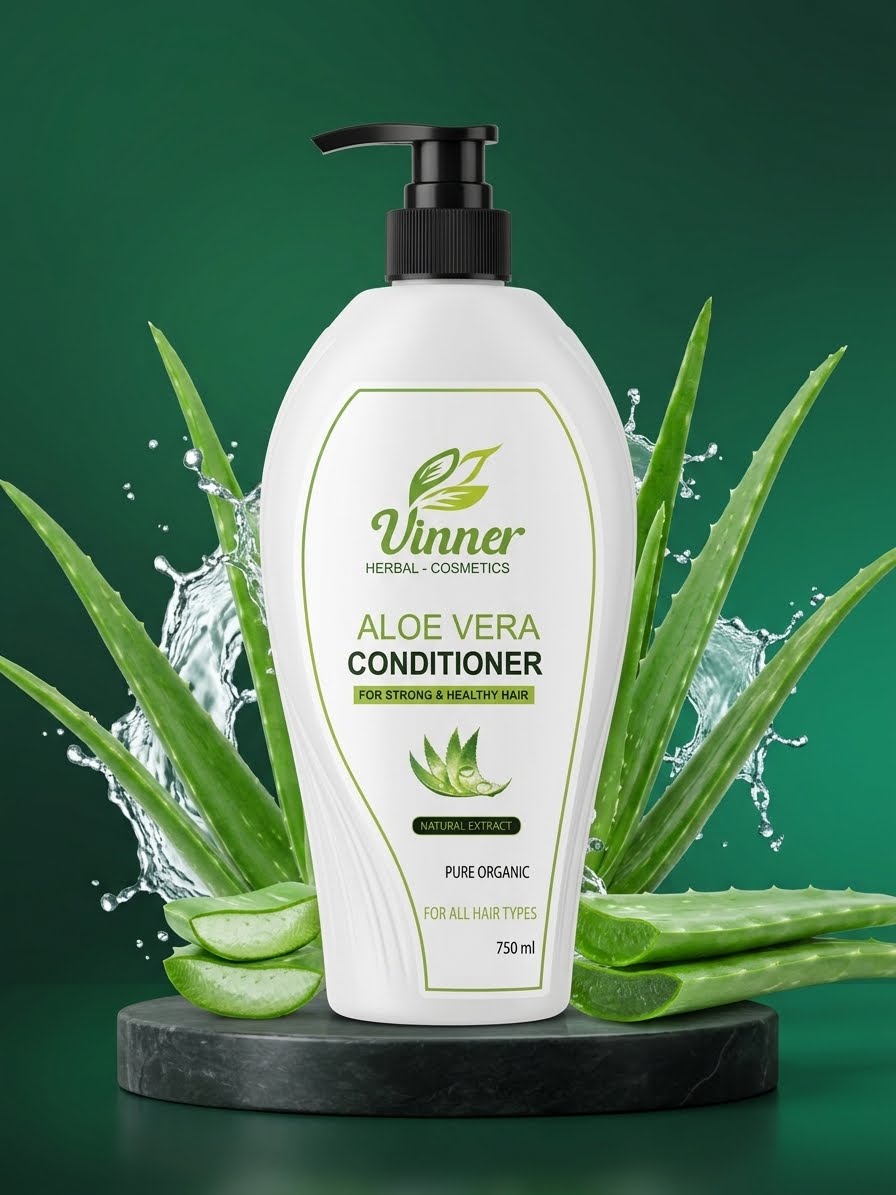 Vinner
HERBAL - COSMETICS
ALOE VERA
CONDITIONER
FOR STRONG & HEALTHY HAIR
NATURAL EXTRACT
PURE ORGANIC
FOR ALL HAIR TYPES
750 ml